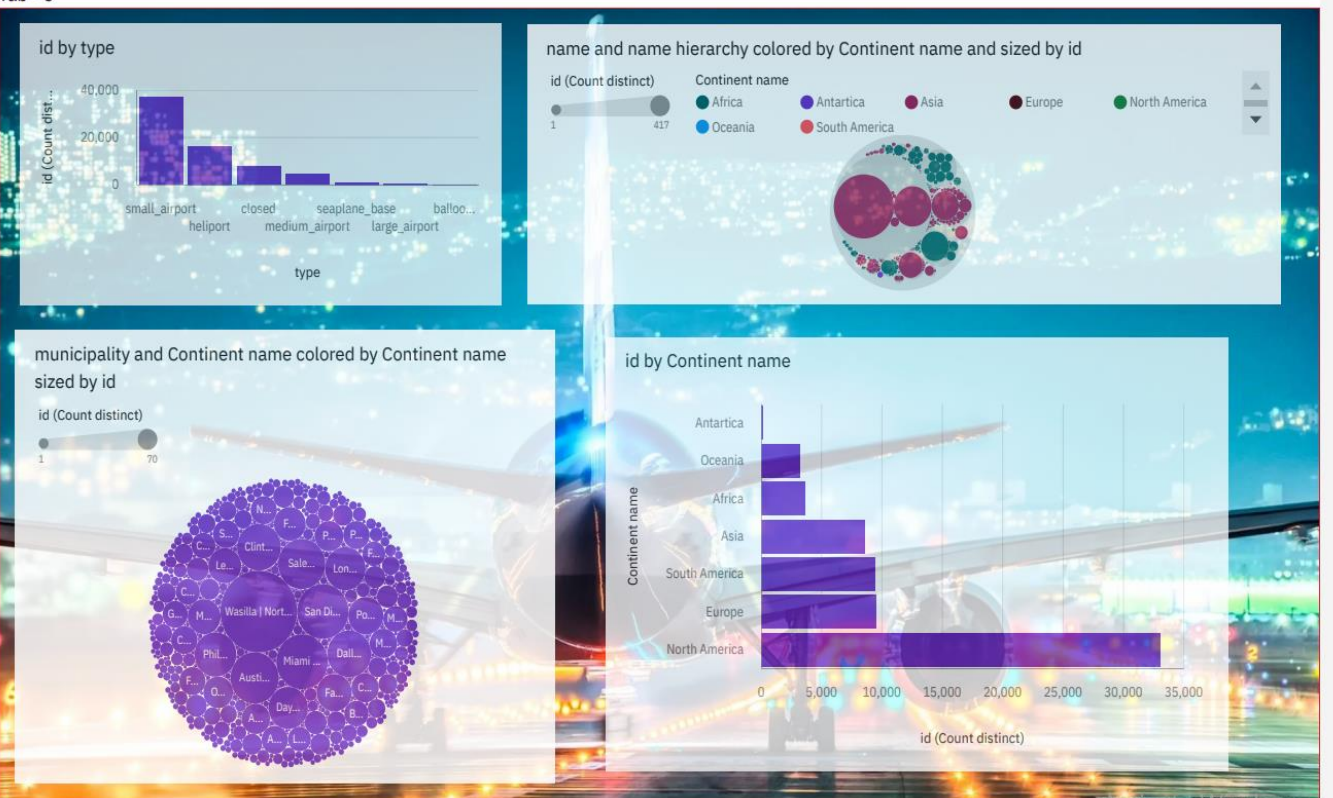 id by type
id (Count dist...
40,000
20,000
0
small_airport
closed
seaplane_base
balloo...
heliport
medium_airport
large_airport
type
name and name hierarchy colored by Continent name and sized by id
id (Count distinct)
1
417
Continent name
Africa
Antartica
Asia
Europe
North America
Oceania
South America
municipality and Continent name colored by Continent name
sized by id
id (Count distinct)
1
70
N...
F...
S...
P...
P...
C...
Clint...
F...
Le...
Sale...
Lon...
C...
G...
M...
Wasilla | Nort...
San Di...
Po...
M...
C...
M...
Phil...
Miami ...
Dall...
F...
Austi...
O...
Fa...
C...
Day...
A...
B...
A...
L...
id by Continent name
Continent name
Antartica
Oceania
Africa
Asia
South America
Europe
North America
0
5,000
10,000
15,000
20,000
25,000
30,000
35,000
id (Count distinct)